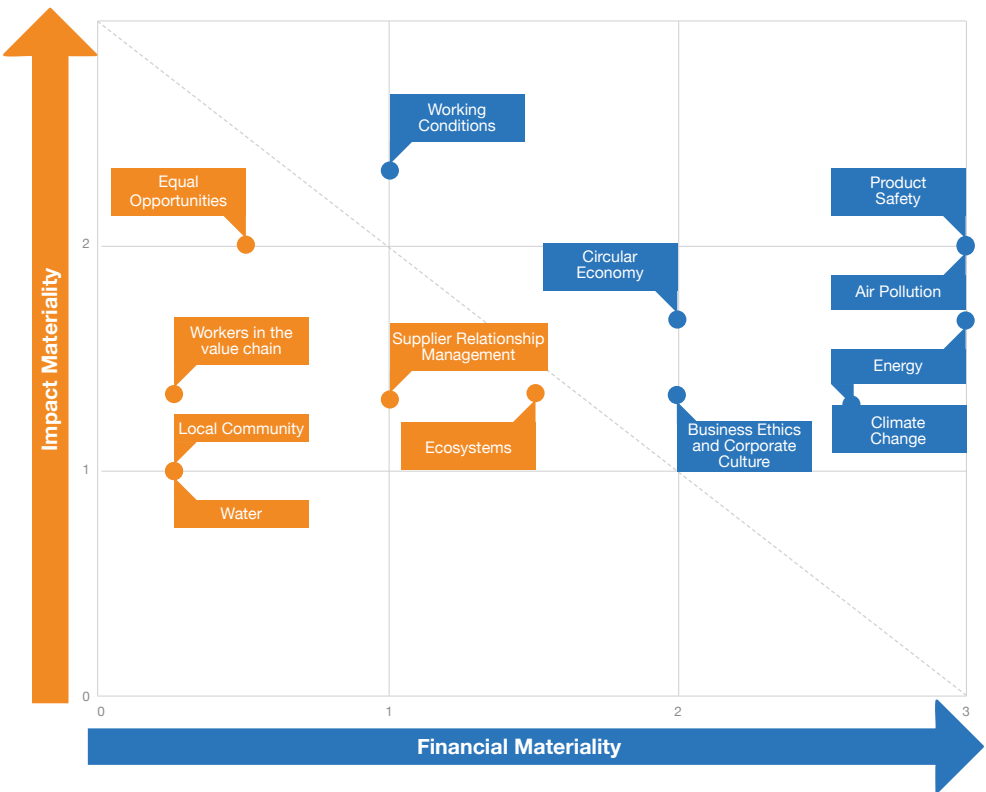 Working
Conditions
Equal
Opportunities
Product
Safety
2
Circular
Economy
Air Pollution
Impact Materiality
Workers in the
value chain
Supplier Relationship
Management
Energy
Local Community
Ecosystems
Business Ethics
and Corporate
Culture
Climate
Change
1
Water
0
0
1
2
3
Financial Materiality